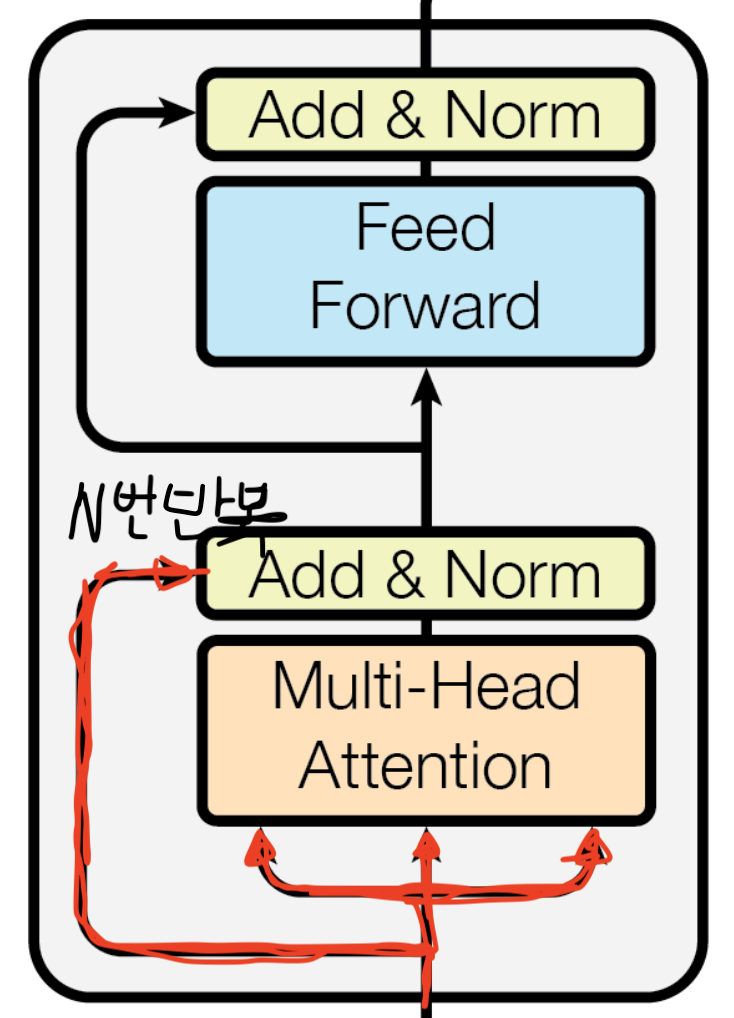 Add & Norm
Feed
Forward
N번반복
Add & Norm
Multi-Head
Attention